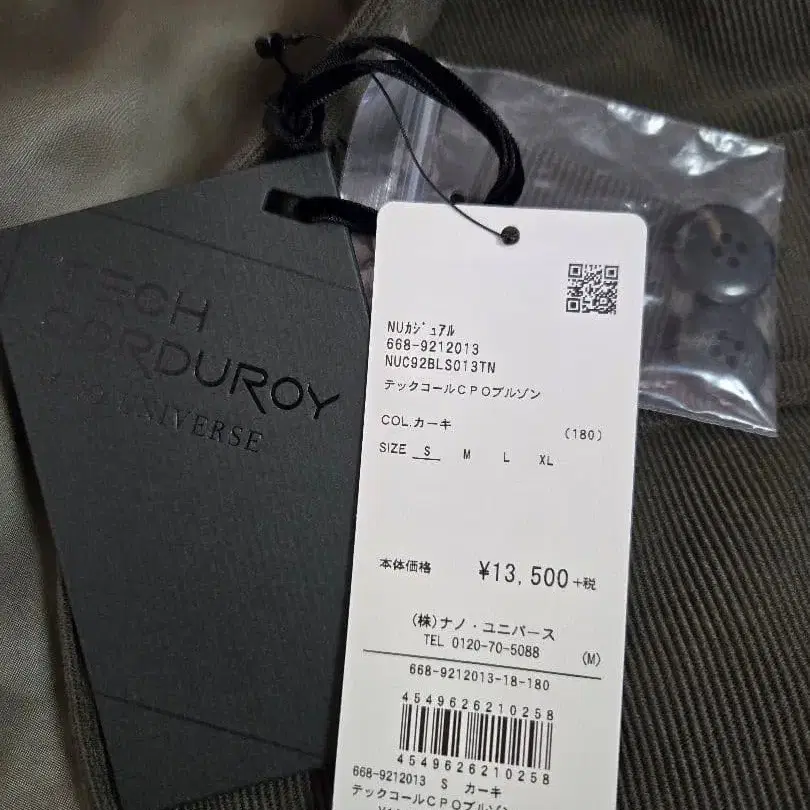 TECH
CORDUROY
UNIVERSE
NUカジュアル
668-9212013
NUC92BLS013TN
テックコールCPOブルゾン
COL.カーキ (180)
SIZE S M L XL
本体価格 ¥13,500+税
(株)ナノ・ユニバース
TEL 0120-70-5088 (M)
668-9212013-18-180
4549626210258
4549626210258
668-9212013 S カーキ
テックコールCPOブルゾン